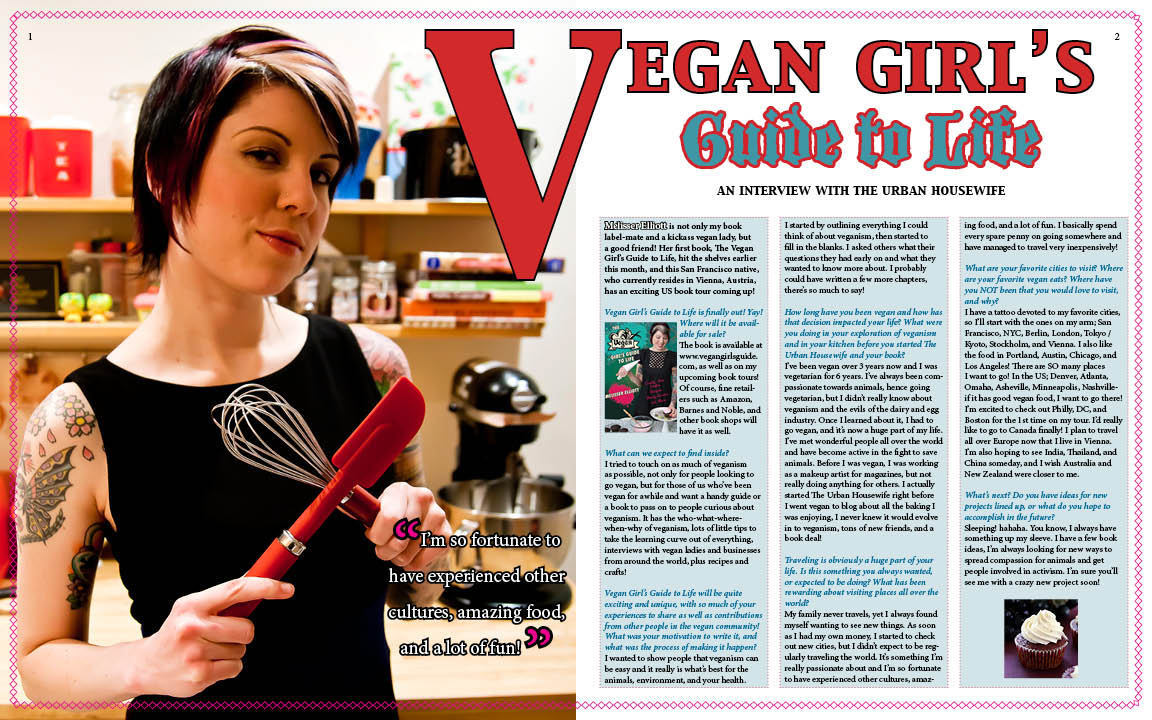 1
2
VEGAN GIRL'S
Guide to Life
AN INTERVIEW WITH THE URBAN HOUSEWIFE
TEA
“I'm so fortunate to
have experienced other
cultures, amazing food,
and a lot of fun!”
Melisser Elliott is not only my book
label-mate and a kickass vegan lady, but
a good friend! Her first book, The Vegan
Girl's Guide to Life, hit the shelves earlier
this month, and this San Francisco native,
who currently resides in Vienna, Austria,
has an exciting US book tour coming up!
Vegan Girl's Guide to Life is finally out! Yay!
Where will it be avail-
able for sale?
The book is available at
www.vegangirlsguide.
com, as well as on my
upcoming book tours!
Of course, fine retail-
ers such as Amazon,
Barnes and Noble, and
other book shops will
have it as well.
Vegan
GIRL'S GUIDE
TO LIFE
MELISSER ELLIOTT
What can we expect to find inside?
I tried to touch on as much of veganism
as possible, not only for people looking to
go vegan, but for those of us who've been
vegan for awhile and want a handy guide or
a book to pass on to people curious about
veganism. It has the who-what-where-
when-why of veganism, lots of little tips to
take the learning curve out of everything,
interviews with vegan ladies and businesses
from around the world, plus recipes and
crafts!
Vegan Girl's Guide to Life will be quite
exciting and unique, with so much of your
experiences to share as well as contributions
from other people in the vegan community!
What was your motivation to write it, and
what was the process of making it happen?
I wanted to show people that veganism can
be easy and it really is what's best for the
animals, environment, and your health.
I started by outlining everything I could
think of about veganism, then started to
fill in the blanks. I asked others what their
questions they had early on and what they
wanted to know more about. I probably
could have written a few more chapters,
there's so much to say!
How long have you been vegan and how has
that decision impacted your life? What were
you doing in your exploration of veganism
and in your kitchen before you started The
Urban Housewife and your book?
I've been vegan over 3 years now and I was
vegetarian for 6 years. I've always been com-
passionate towards animals, hence going
vegetarian, but I didn't really know about
veganism and the evils of the dairy and egg
industry. Once I learned about it, I had to
go vegan, and it's now a huge part of my life.
I've met wonderful people all over the world
and have become active in the fight to save
animals. Before I was vegan, I was working
as a makeup artist for magazines, but not
really doing anything for others. I actually
started The Urban Housewife right before
I went vegan to blog about all the baking I
was enjoying, I never knew it would evolve
in to veganism, tons of new friends, and a
book deal!
Traveling is obviously a huge part of your
life. Is this something you always wanted,
or expected to be doing? What has been
rewarding about visiting places all over the
world?
My family never travels, yet I always found
myself wanting to see new things. As soon
as I had my own money, I started to check
out new cities, but I didn't expect to be reg-
ularly traveling the world. It's something I'm
really passionate about and I'm so fortunate
to have experienced other cultures, amaz-
ing food, and a lot of fun. I basically spend
every spare penny on going somewhere and
have managed to travel very inexpensively!
What are your favorite cities to visit? Where
are your favorite vegan eats? Where have
you NOT been that you would love to visit,
and why?
I have a tattoo devoted to my favorite cities,
so I'll start with the ones on my arm; San
Francisco, NYC, Berlin, London, Tokyo /
Kyoto, Stockholm, and Vienna. I also like
the food in Portland, Austin, Chicago, and
Los Angeles! There are SO many places
I want to go! In the US; Denver, Atlanta,
Omaha, Asheville, Minneapolis, Nashville-
if it has good vegan food, I want to go there!
I'm excited to check out Philly, DC, and
Boston for the 1st time on my tour. I'd really
like to go to Canada finally! I plan to travel
all over Europe now that I live in Vienna.
I'm also hoping to see India, Thailand, and
China someday, and I wish Australia and
New Zealand were closer to me.
What's next? Do you have ideas for new
projects lined up, or what do you hope to
accomplish in the future?
Sleeping! hahaha. You know, I always have
something up my sleeve. I have a few book
ideas, I'm always looking for new ways to
spread compassion for animals and get
people involved in activism. I'm sure you'll
see me with a crazy new project soon!